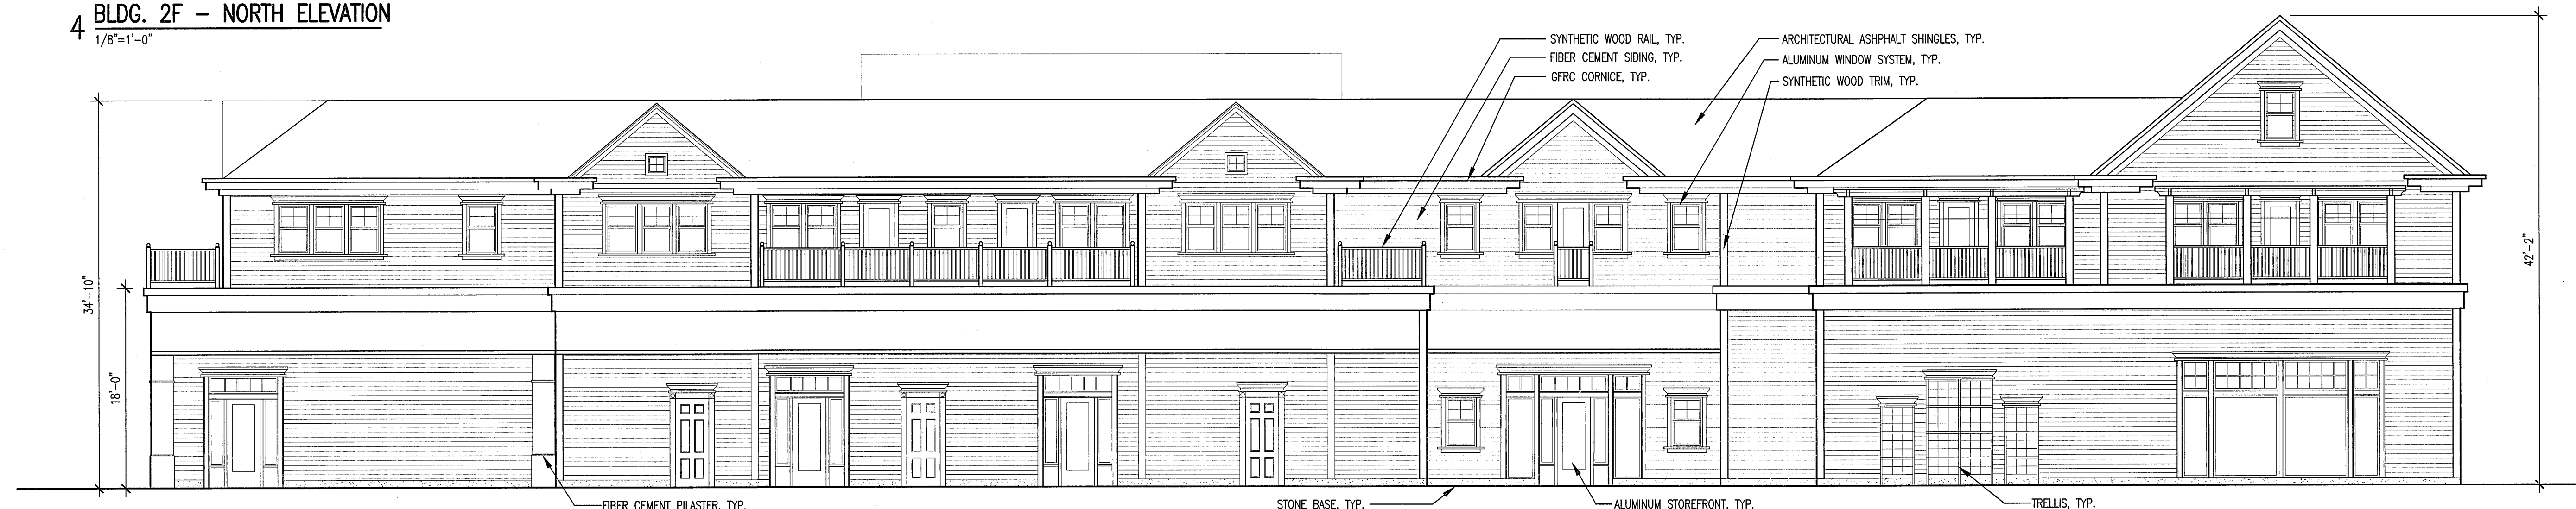 4
BLDG. 2F – NORTH ELEVATION
1/8"=1'-0"
SYNTHETIC WOOD RAIL, TYP.
FIBER CEMENT SIDING, TYP.
GFRC CORNICE, TYP.
ARCHITECTURAL ASHPHALT SHINGLES, TYP.
ALUMINUM WINDOW SYSTEM, TYP.
SYNTHETIC WOOD TRIM, TYP.
34'-10"
18'-0"
42'-2"
FIBER CEMENT PILASTER, TYP.
STONE BASE, TYP.
ALUMINUM STOREFRONT, TYP.
TRELLIS, TYP.